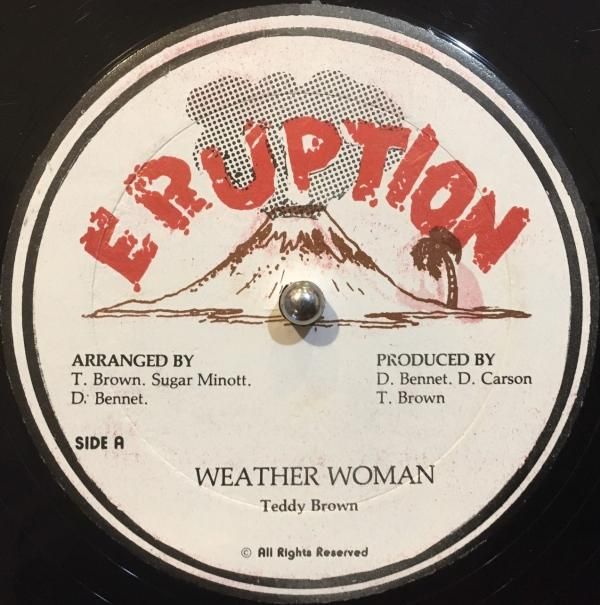 ERUPTION
ARRANGED BY
T. Brown. Sugar Minott.
D. Bennet.
PRODUCED BY
D. Bennet. D. Carson
T. Brown
SIDE A
WEATHER WOMAN
Teddy Brown
© All Rights Reserved